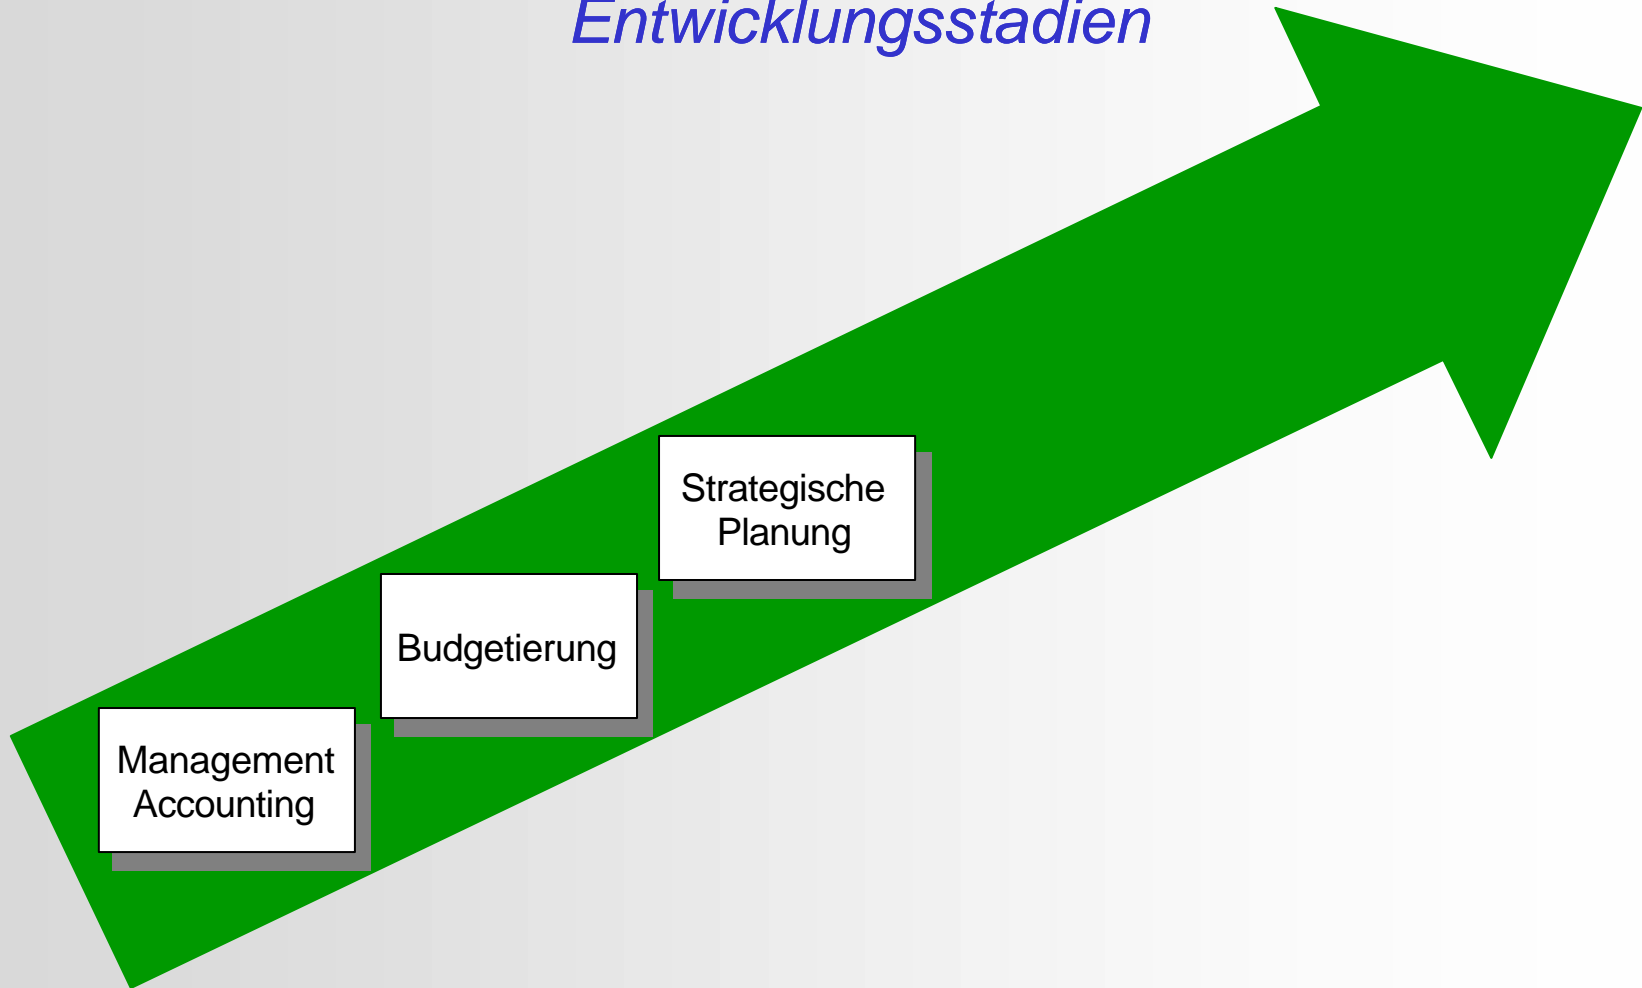 Entwicklungsstadien
Strategische
Planung
Budgetierung
Management
Accounting